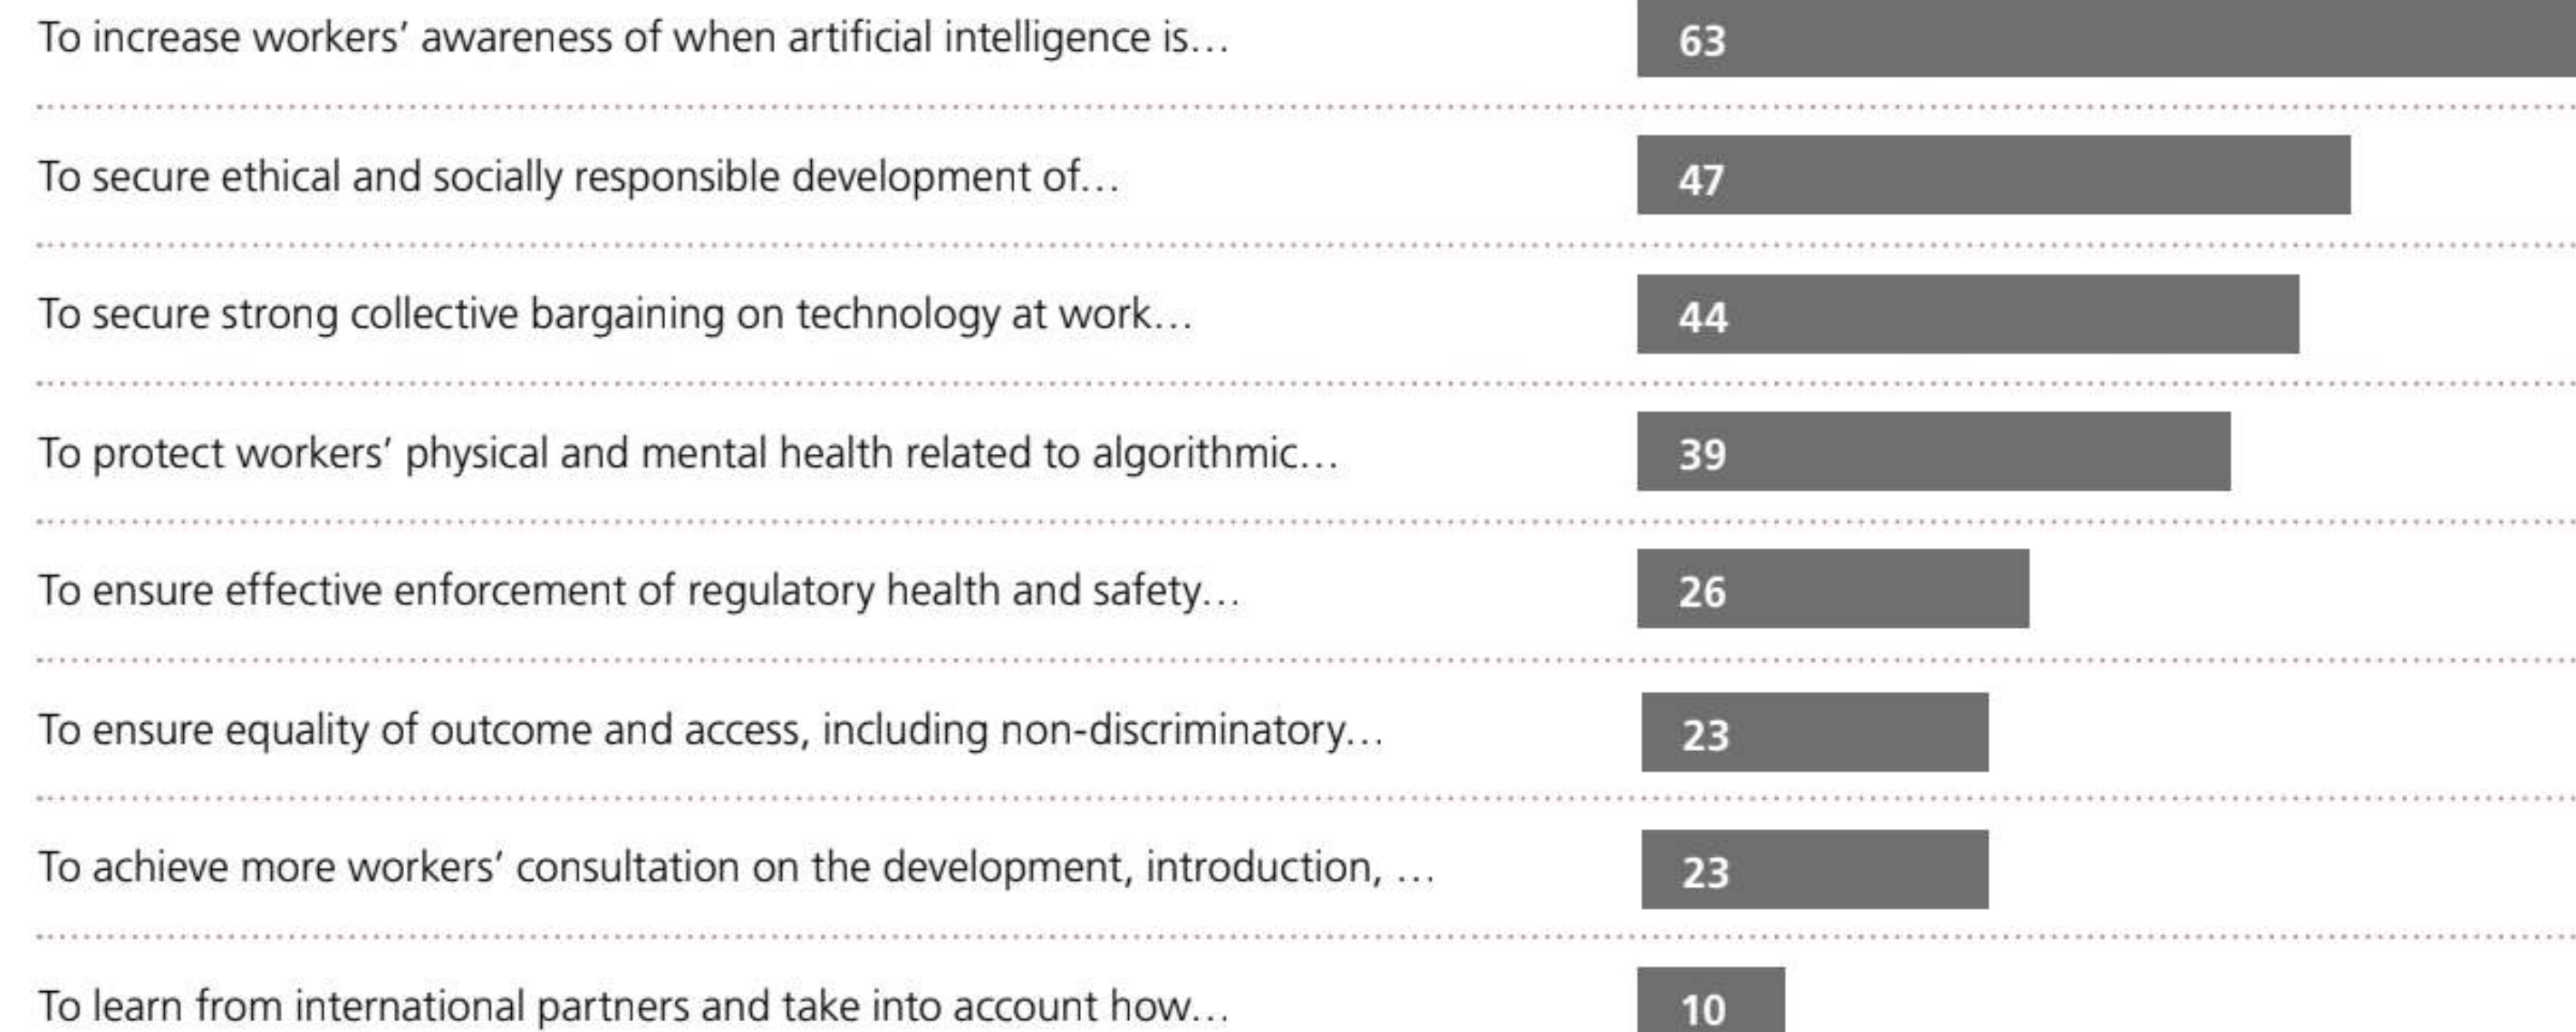 To increase workers’ awareness of when artificial intelligence is… 63
To secure ethical and socially responsible development of… 47
To secure strong collective bargaining on technology at work… 44
To protect workers’ physical and mental health related to algorithmic… 39
To ensure effective enforcement of regulatory health and safety… 26
To ensure equality of outcome and access, including non-discriminatory… 23
To achieve more workers’ consultation on the development, introduction, … 23
To learn from international partners and take into account how… 10